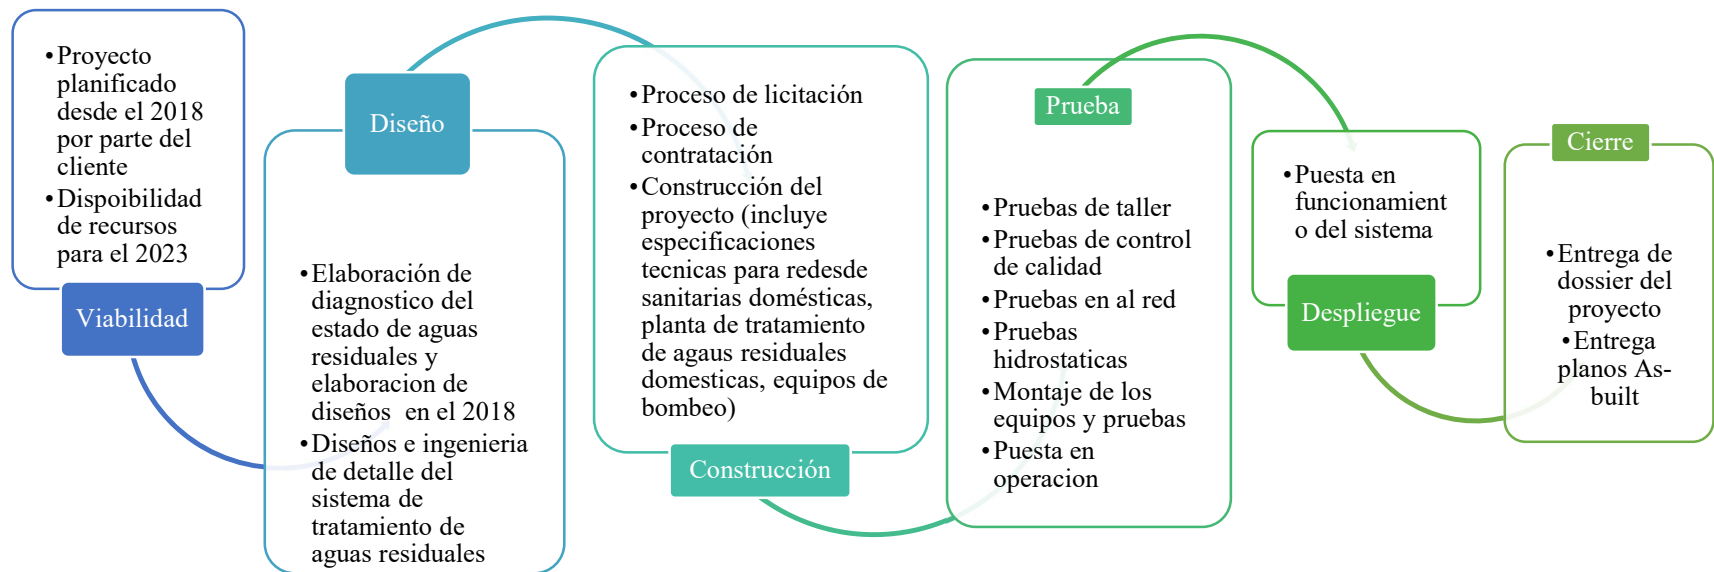 •Proyecto
planificado
desde el 2018
por parte del
cliente
•Dispoibilidad
de recursos
para el 2023
Viabilidad
Diseño
•Elaboración de
diagnostico del
estado de aguas
residuales y
elaboracion de
diseños en el 2018
•Diseños e ingenieria
de detalle del
sistema de
tratamiento de
aguas residuales
•Proceso de licitación
•Proceso de
contratación
•Construcción del
proyecto (incluye
especificaciones
tecnicas para redesde
sanitarias domésticas,
planta de tratamiento
de agaus residuales
domesticas, equipos de
bombeo)
Construcción
Prueba
•Pruebas de taller
•Pruebas de control
de calidad
•Pruebas en al red
•Pruebas
hidrostaticas
•Montaje de los
equipos y pruebas
•Puesta en
operacion
•Puesta en
funcionamient
o del sistema
Despliegue
Cierre
•Entrega de
dossier del
proyecto
•Entrega
planos As-
built